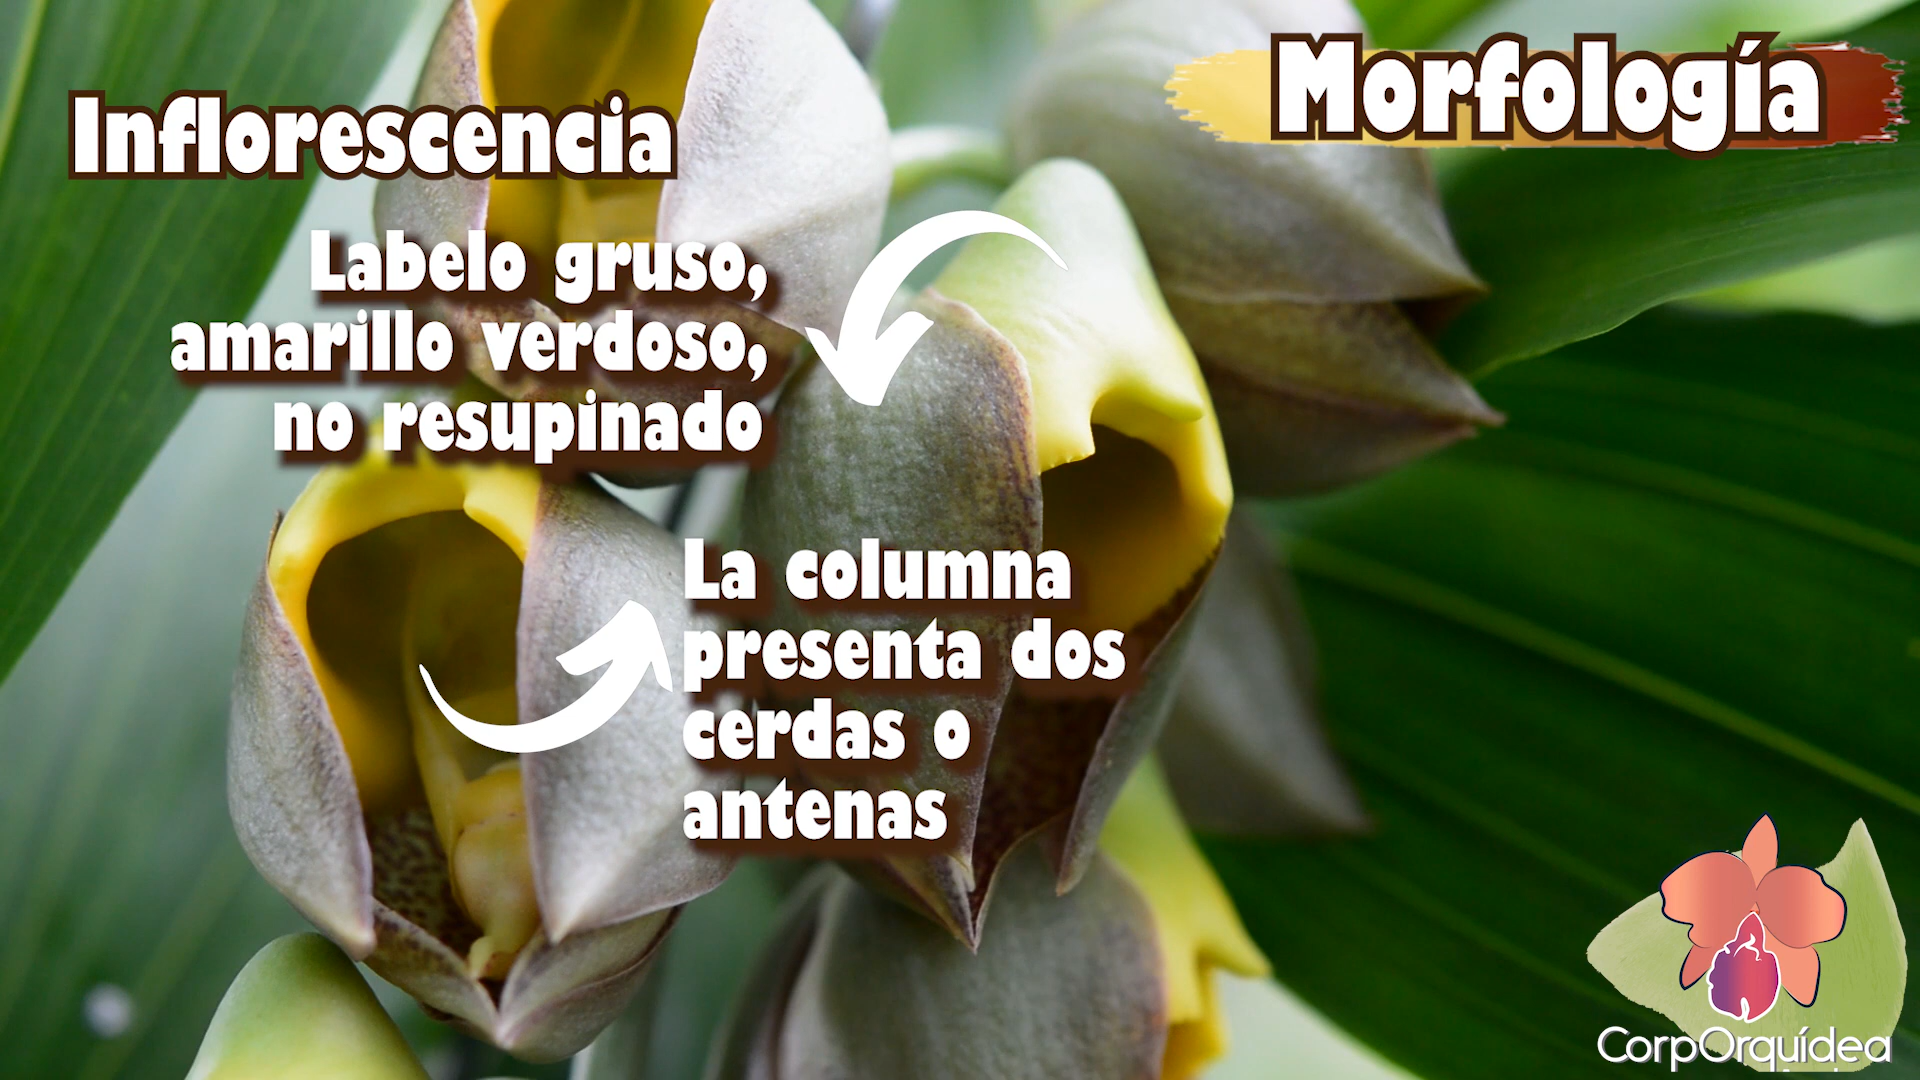 Morfología
Inflorescencia
Labelo gruso,
amarillo verdoso,
no resupinado
La columna
presenta dos
cerdas o
antenas
CorpOrquídea